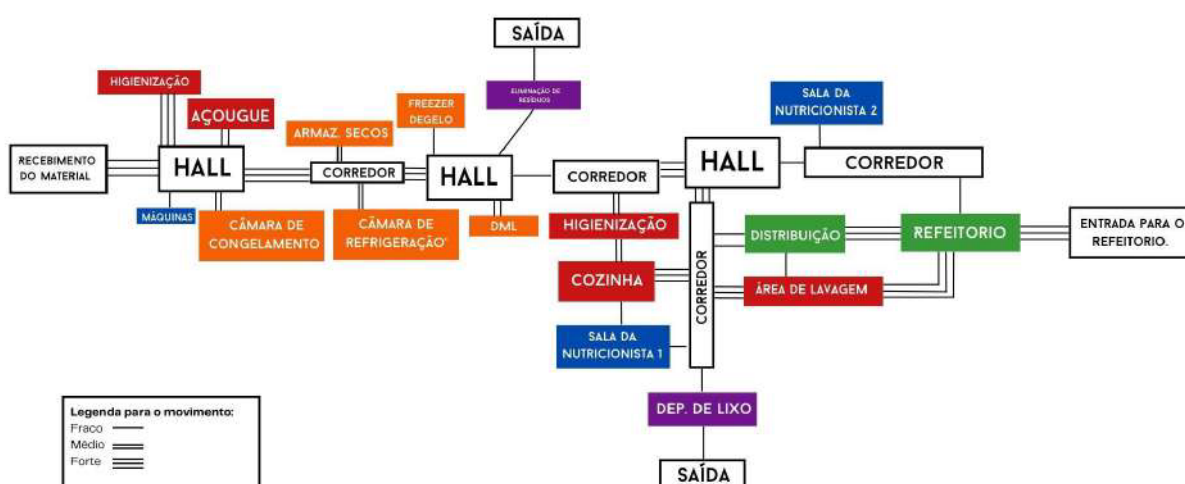 SAÍDA
HIGIENIZAÇÃO
AÇOUGUE
FREEZER
DEGELO
ELIMINAÇÃO DE
RESÍDUOS
SALA DA
NUTRICIONISTA 2
ARMAZ. SECOS
RECEBIMENTO
DO MATERIAL
HALL
CORREDOR
HALL
CORREDOR
HALL
CORREDOR
MÁQUINAS
CÂMARA DE
CONGELAMENTO
CÂMARA DE
REFRIGERAÇÃO*
DML
HIGIENIZAÇÃO
COZINHA
CORREDOR
DISTRIBUIÇÃO
REFEITORIO
ENTRADA PARA O
REFEITORIO.
ÁREA DE LAVAGEM
SALA DA
NUTRICIONISTA 1
DEP. DE LIXO
SAÍDA
Legenda para o movimento:
Fraco
Médio
Forte